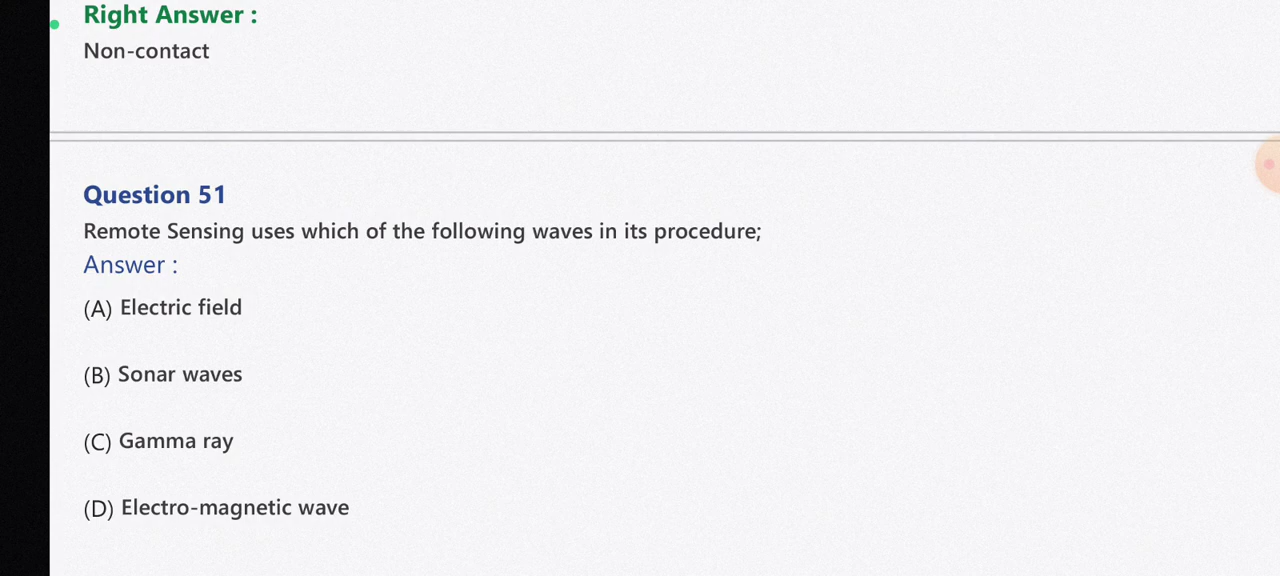 Right Answer :
Non-contact
Question 51
Remote Sensing uses which of the following waves in its procedure;
Answer :
(A) Electric field
(B) Sonar waves
(C) Gamma ray
(D) Electro-magnetic wave